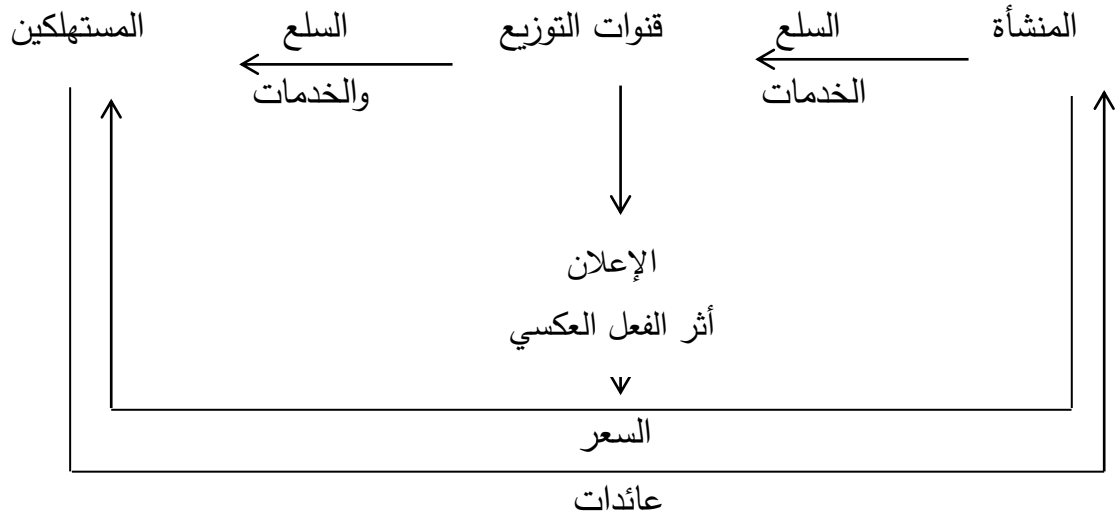 المنشأة السلع قنوات التوزيع السلع المستهلكين
الخدمات والخدمات
الإعلان
أثر الفعل العكسي
السعر
عائدات